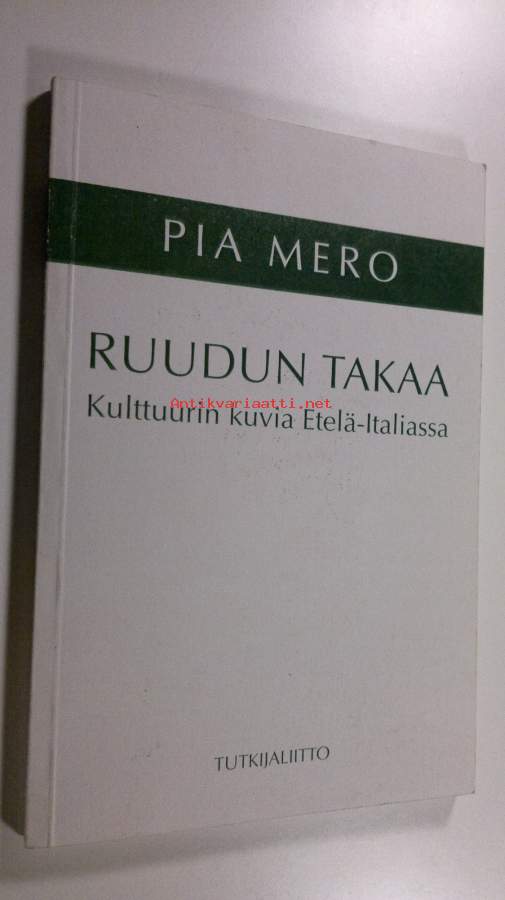 PIA MERO
RUUDUN TAKAA
Antikvariaatti.net
Kulttuurin kuvia Etelä-Italiassa
TUTKIJALIITTO